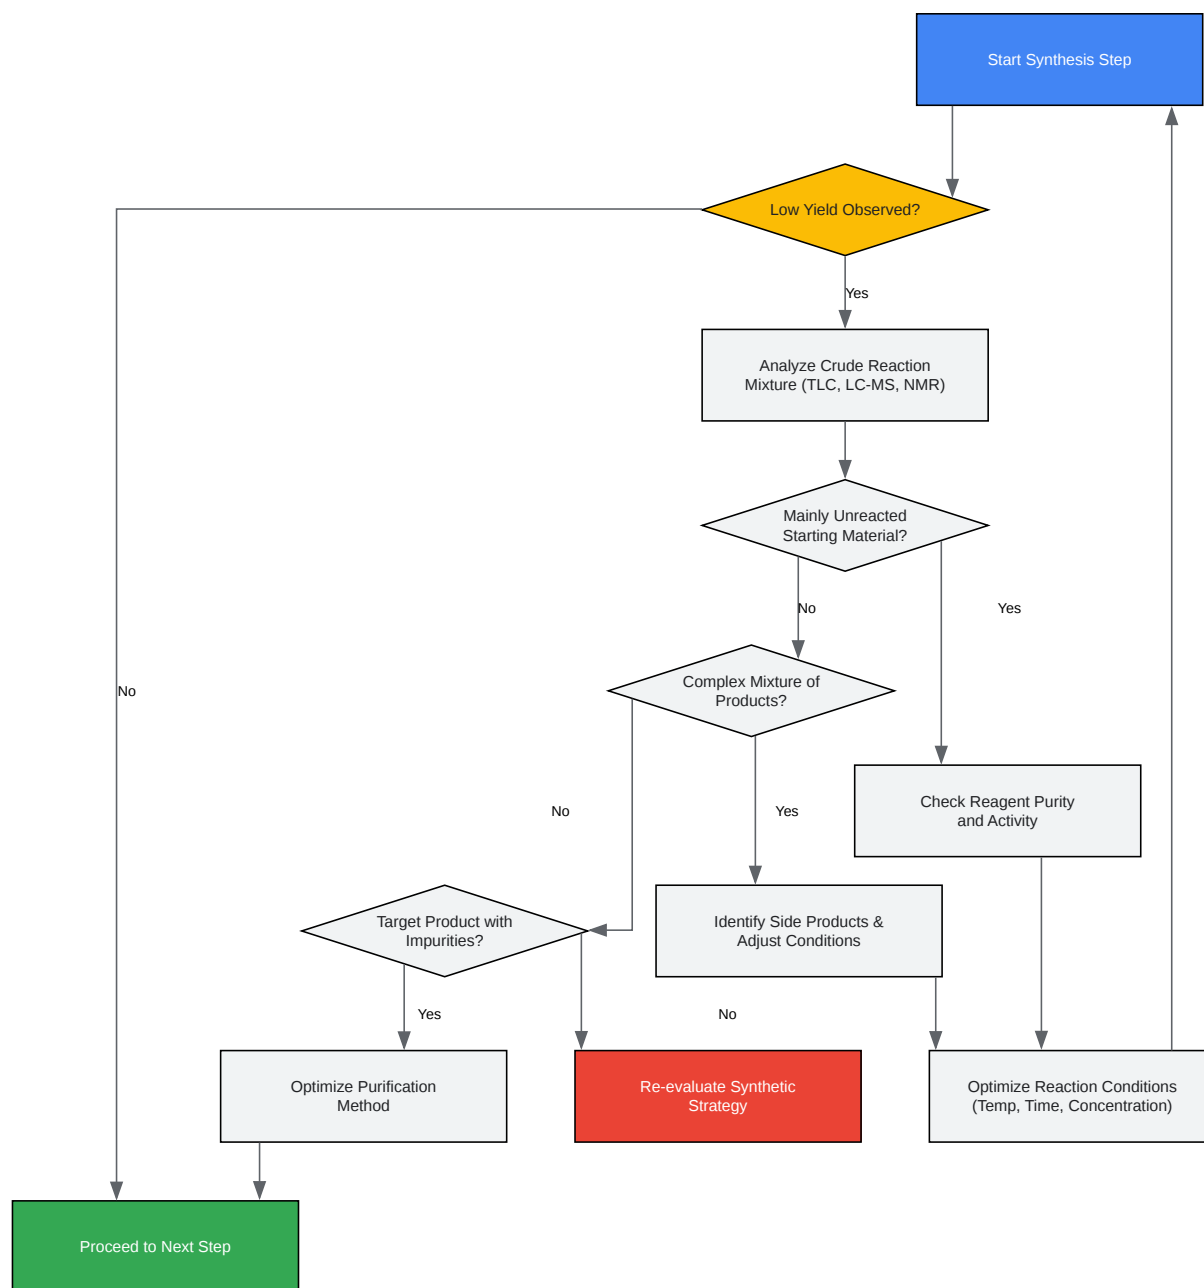 Start Synthesis Step
Low Yield Observed?
Yes
Analyze Crude Reaction
Mixture (TLC, LC-MS, NMR)
Mainly Unreacted
Starting Material?
No
Yes
Complex Mixture of
Products?
No
Check Reagent Purity
and Activity
No
Yes
Target Product with
Impurities?
Identify Side Products &
Adjust Conditions
Yes
No
Optimize Purification
Method
Re-evaluate Synthetic
Strategy
Optimize Reaction Conditions
(Temp, Time, Concentration)
Proceed to Next Step